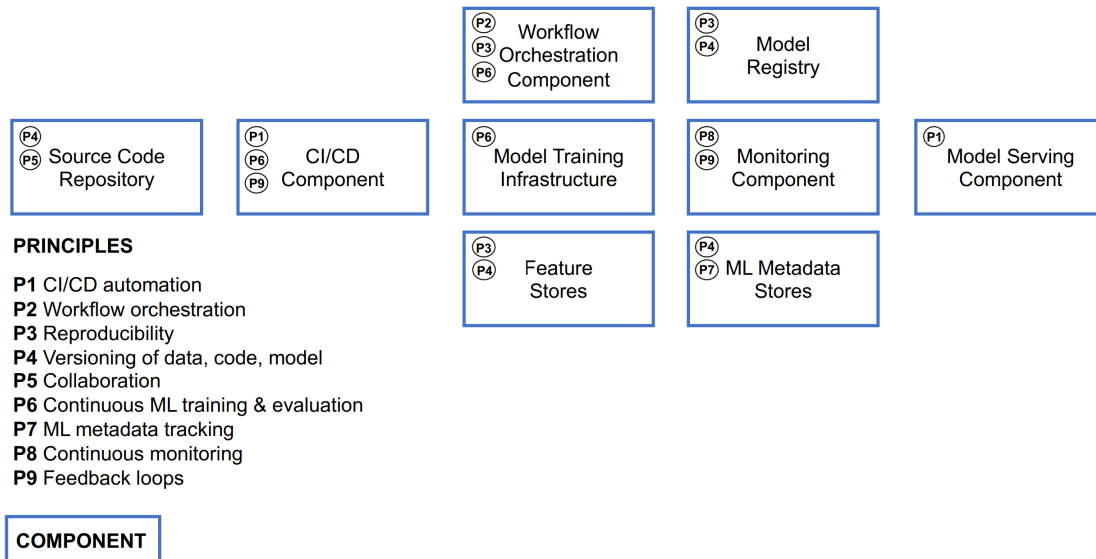 P2
P3
P6
Workflow
Orchestration
Component
P3
P4
Model
Registry
P4
P5
Source Code
Repository
P1
P6
P9
CI/CD
Component
P6
Model Training
Infrastructure
P8
P9
Monitoring
Component
P1
Model Serving
Component
P3
P4
Feature
Stores
P4
P7
ML Metadata
Stores
PRINCIPLES
P1 CI/CD automation
P2 Workflow orchestration
P3 Reproducibility
P4 Versioning of data, code, model
P5 Collaboration
P6 Continuous ML training & evaluation
P7 ML metadata tracking
P8 Continuous monitoring
P9 Feedback loops
COMPONENT